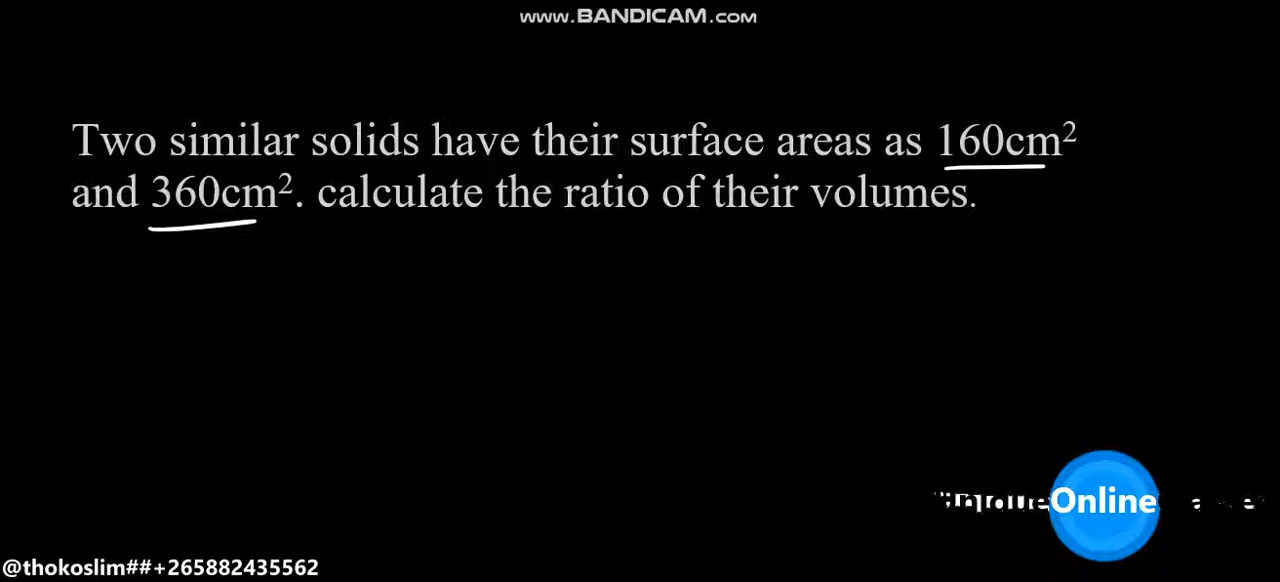 www.BANDICAM.com
Two similar solids have their surface areas as 160cm²
and 360cm². calculate the ratio of their volumes.
Online
@thokoslim##+265882435562